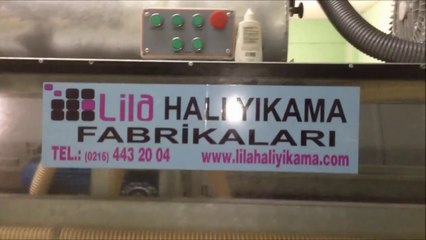 Lila HALIYIKAMA
FABRİKALARI
TEL.: (0216) 443 20 04 www.lilahaliyikama.com